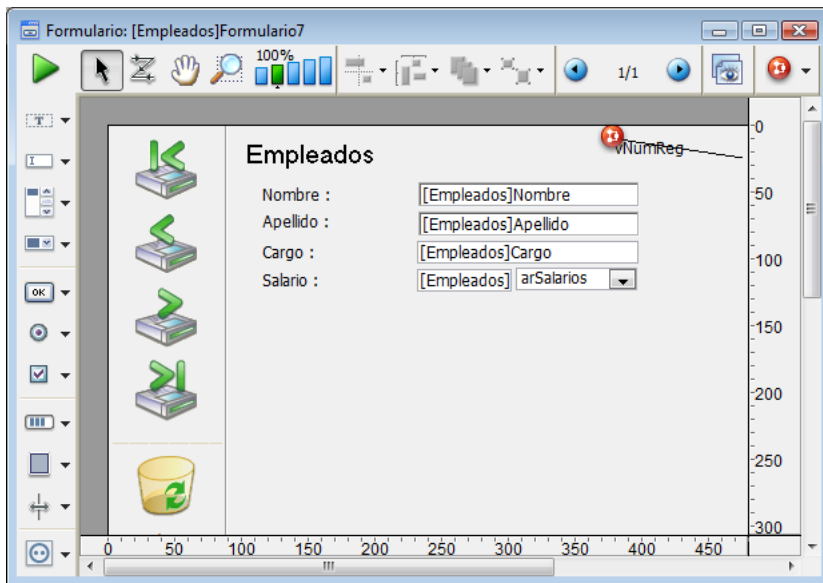 Formulario: [Empleados]Formulario7
100%
1/1
T
I
OK
Empleados
vNumReg
Nombre :
[Empleados]Nombre
Apellido :
[Empleados]Apellido
Cargo :
[Empleados]Cargo
Salario :
[Empleados]
arSalarios
0
50
100
150
200
250
300
0
50
100
150
200
250
300
350
400
450